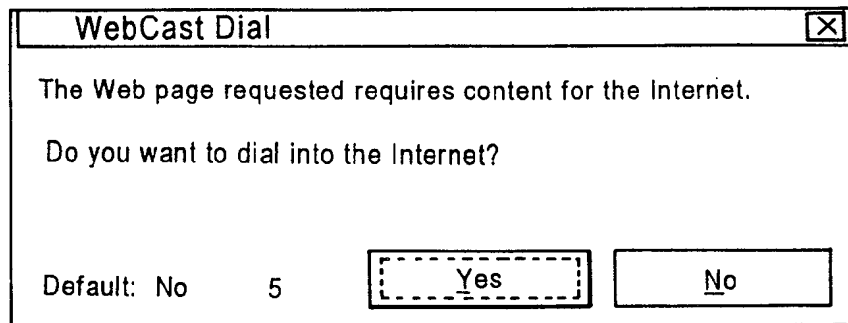 WebCast Dial
The Web page requested requires content for the Internet.
Do you want to dial into the Internet?
Default: No 5 Yes No